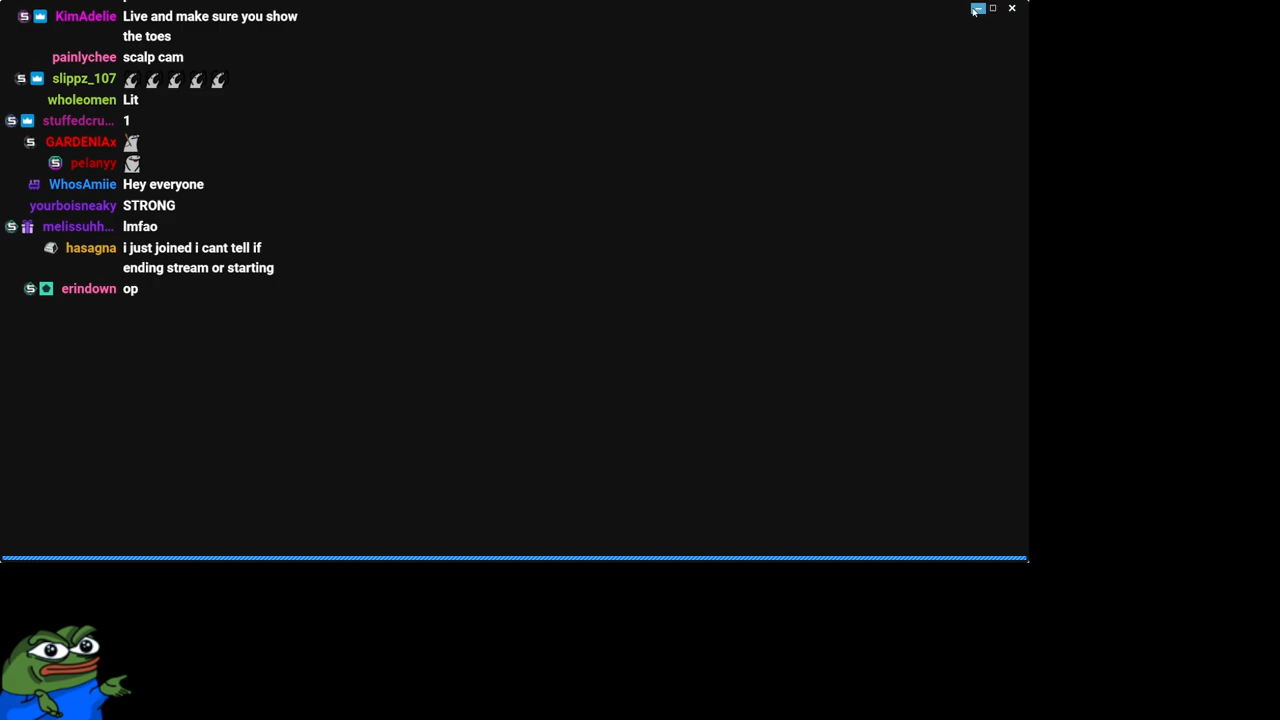 KimAdelie Live and make sure you show
the toes
painlychee scalp cam
slippz_107
wholeomen Lit
stuffedcru... 1
GARDENlAx
pelanyy
WhosAmiie Hey everyone
yourboisneaky STRONG
melissuhh... lmfao
hasagna i just joined i cant tell if
ending stream or starting
erindown op